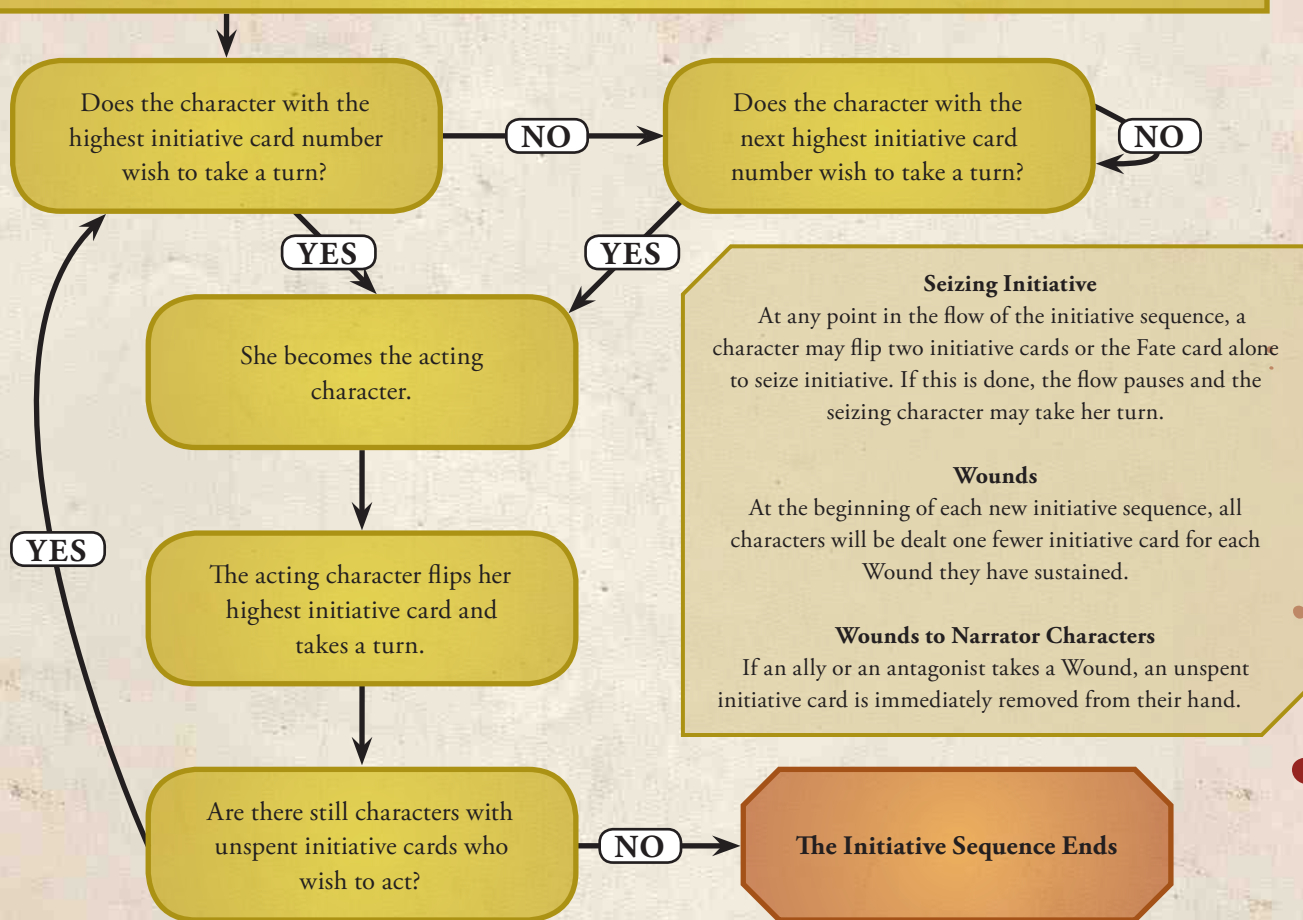 Does the character with the
highest initiative card number
wish to take a turn?
NO
Does the character with the
next highest initiative card
number wish to take a turn?
NO
YES
YES
She becomes the acting
character.
Seizing Initiative
At any point in the flow of the initiative sequence, a
character may flip two initiative cards or the Fate card alone
to seize initiative. If this is done, the flow pauses and the
seizing character may take her turn.
Wounds
At the beginning of each new initiative sequence, all
characters will be dealt one fewer initiative card for each
Wound they have sustained.
Wounds to Narrator Characters
If an ally or an antagonist takes a Wound, an unspent
initiative card is immediately removed from their hand.
YES
The acting character flips her
highest initiative card and
takes a turn.
Are there still characters with
unspent initiative cards who
wish to act?
NO
The Initiative Sequence Ends